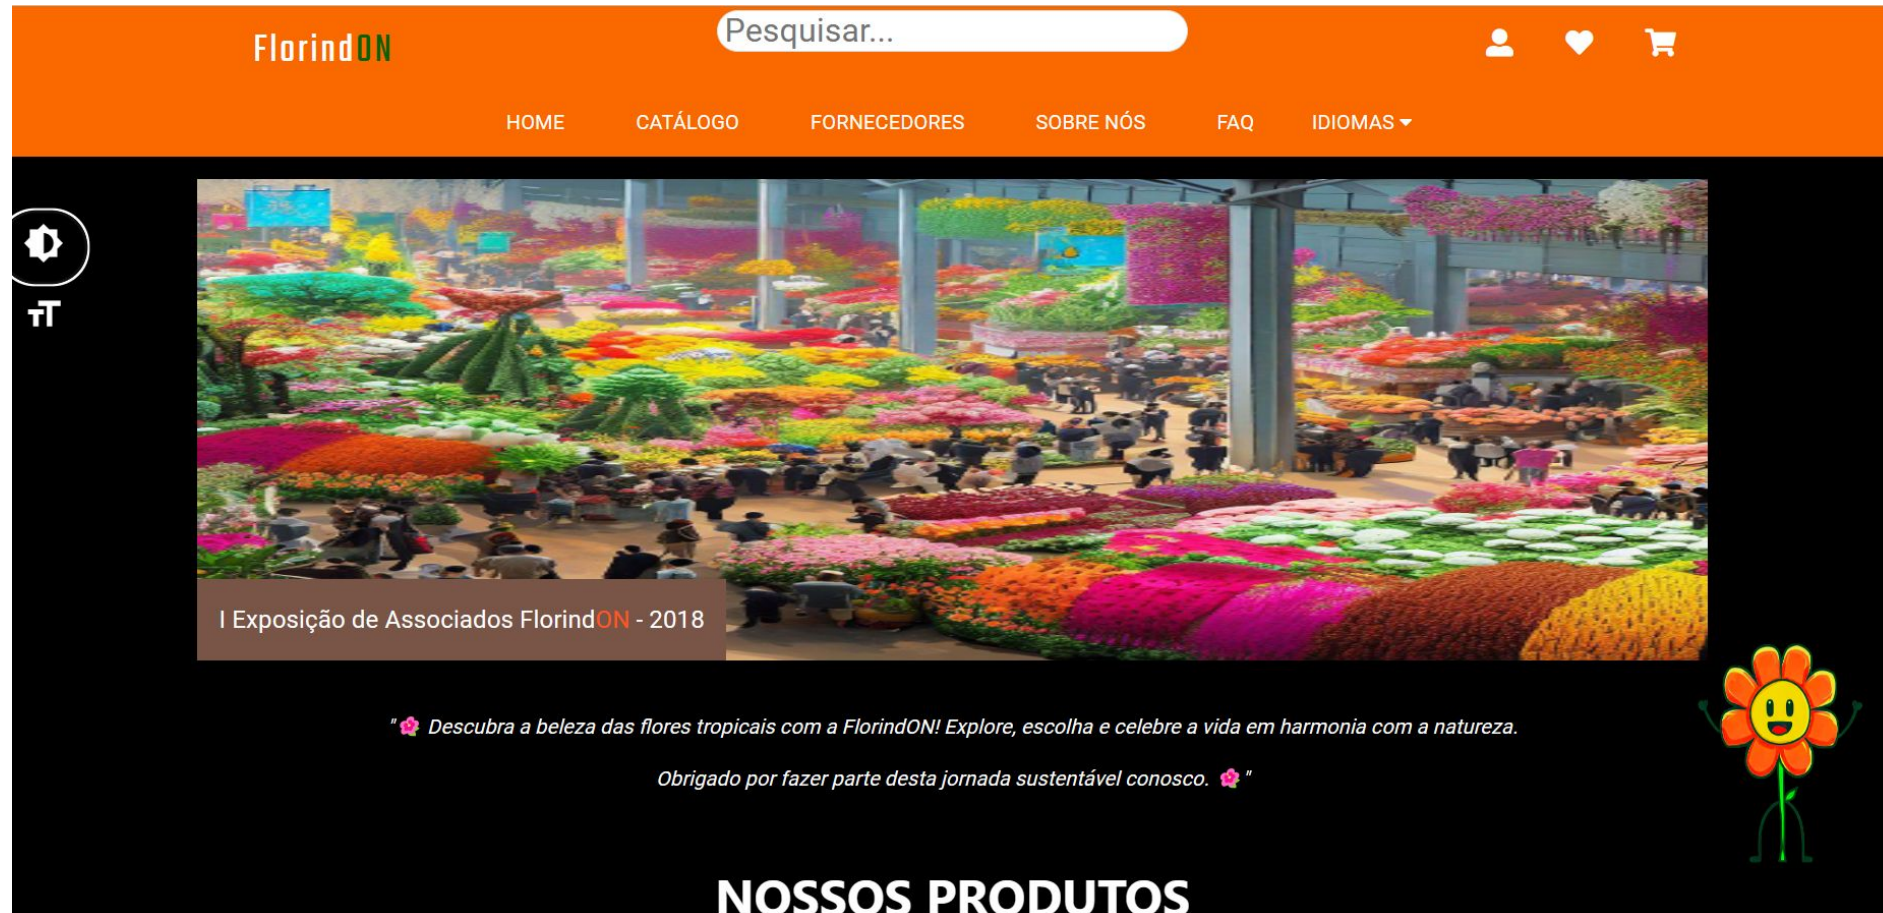 FlorindON
Pesquisar...
HOME CATÁLOGO FORNECEDORES SOBRE NÓS FAQ IDIOMAS
I Exposição de Associados FlorindON - 2018
"🌺 Descubra a beleza das flores tropicais com a FlorindON! Explore, escolha e celebre a vida em harmonia com a natureza.
Obrigado por fazer parte desta jornada sustentável conosco. 🌺"
NOSSOS PRODUTOS